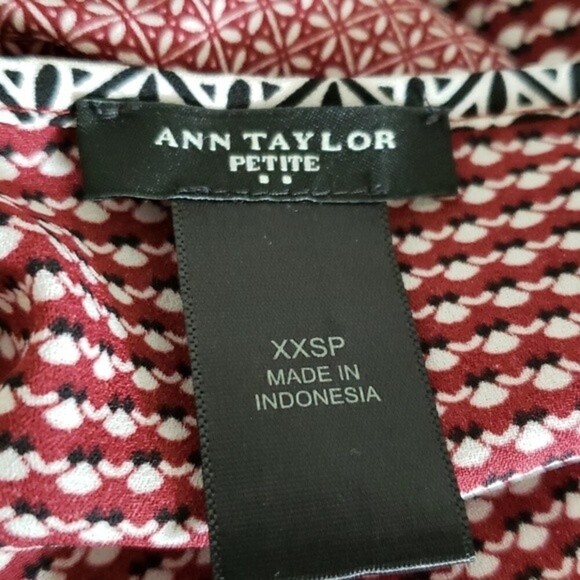 ANN TAYLOR
PETITE
XXSP
MADE IN
INDONESIA